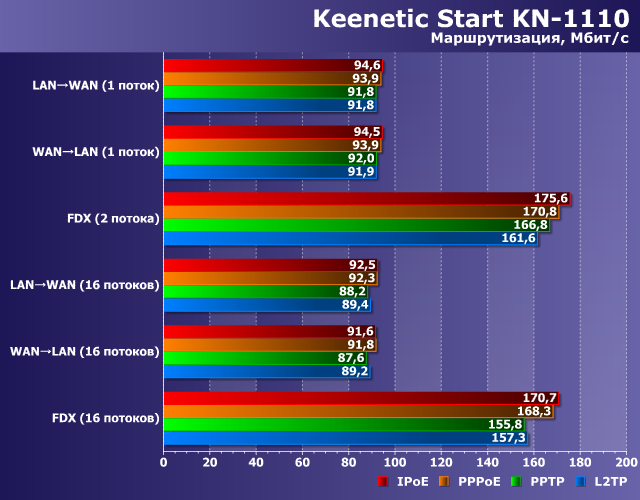 Keenetic Start KN-1110
Маршрутизация, Мбит/с
LAN→WAN (1 поток)
94,6
93,9
91,8
91,8
WAN→LAN (1 поток)
94,5
93,9
92,0
91,9
FDX (2 потока)
175,6
170,8
166,8
161,6
LAN→WAN (16 потоков)
92,5
92,3
88,2
89,4
WAN→LAN (16 потоков)
91,6
91,8
87,6
89,2
FDX (16 потоков)
170,7
168,3
155,8
157,3
0 20 40 60 80 100 120 140 160 180 200
IPoE PPPoE PPTP L2TP